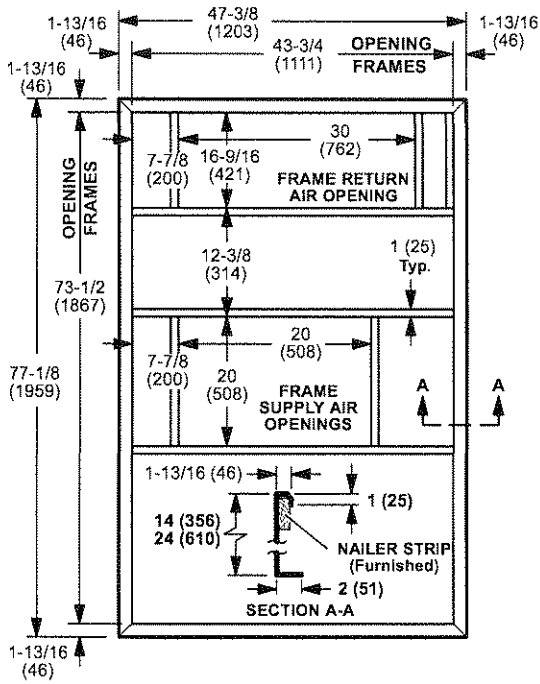 47-3/8
(1203)
1-13/16
(46)
43-3/4
(1111)
OPENING
FRAMES
1-13/16
(46)
1-13/16
(46)
OPENING
FRAMES
7-7/8
(200)
16-9/16
(421)
30
(762)
FRAME RETURN
AIR OPENING
12-3/8
(314)
1 (25)
Typ.
73-1/2
(1867)
77-1/8
(1959)
7-7/8
(200)
20
(508)
20
(508)
FRAME
SUPPLY AIR
OPENINGS
A
A
1-13/16 (46)
1 (25)
14 (356)
24 (610)
NAILER STRIP
(Furnished)
2 (51)
SECTION A-A
1-13/16
(46)